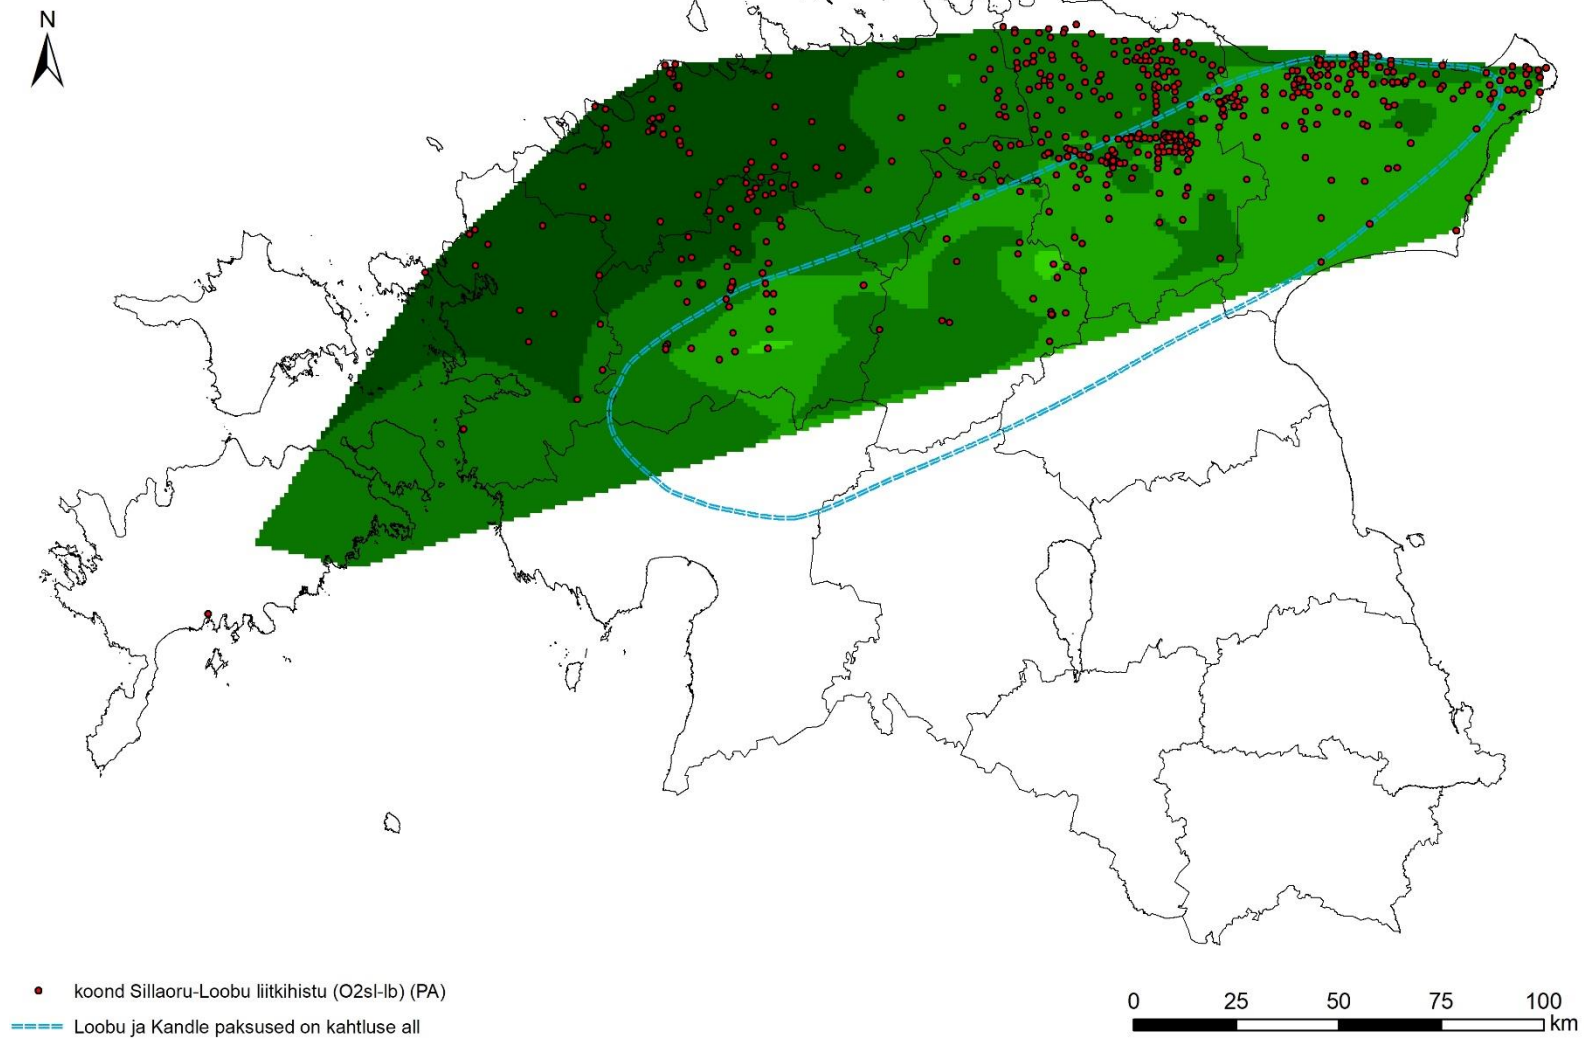 N
koond Sillaoru-Loobu liitkihistu (O2sl-lb) (PA)
Loobu ja Kandle paksused on kahtluse all
0 25 50 75 100
km